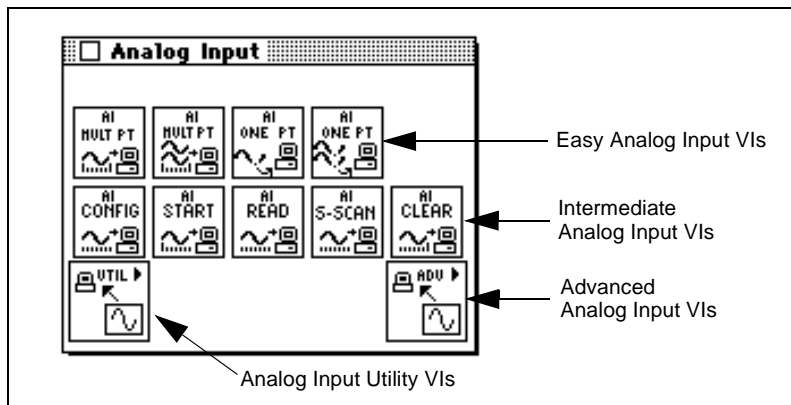 Analog Input
AI AI AI AI
MULT PT MULT PT ONE PT ONE PT
Easy Analog Input VIs
AI AI AI AI AI
CONFIG START READ S-SCAN CLEAR
Intermediate
Analog Input VIs
UTIL ADV
Advanced
Analog Input VIs
Analog Input Utility VIs